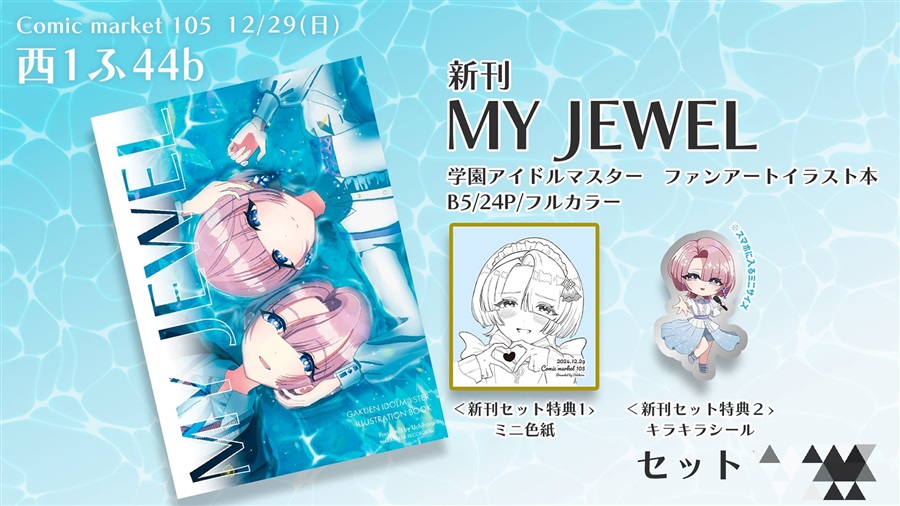 Comic market 105 12/29(日)
西1ふ44b
新刊
MY JEWEL
学園アイドルマスター ファンアートイラスト本
B5/24P/フルカラー
MY JEWEL
GAKUEN IDOLM@STER
ILLUSTRATION BOOK
2024.12.29
Comic market 105
<新刊セット特典1>
ミニ色紙
※スマホに入るミニサイズ
<新刊セット特典2>
キラキラシール
セット